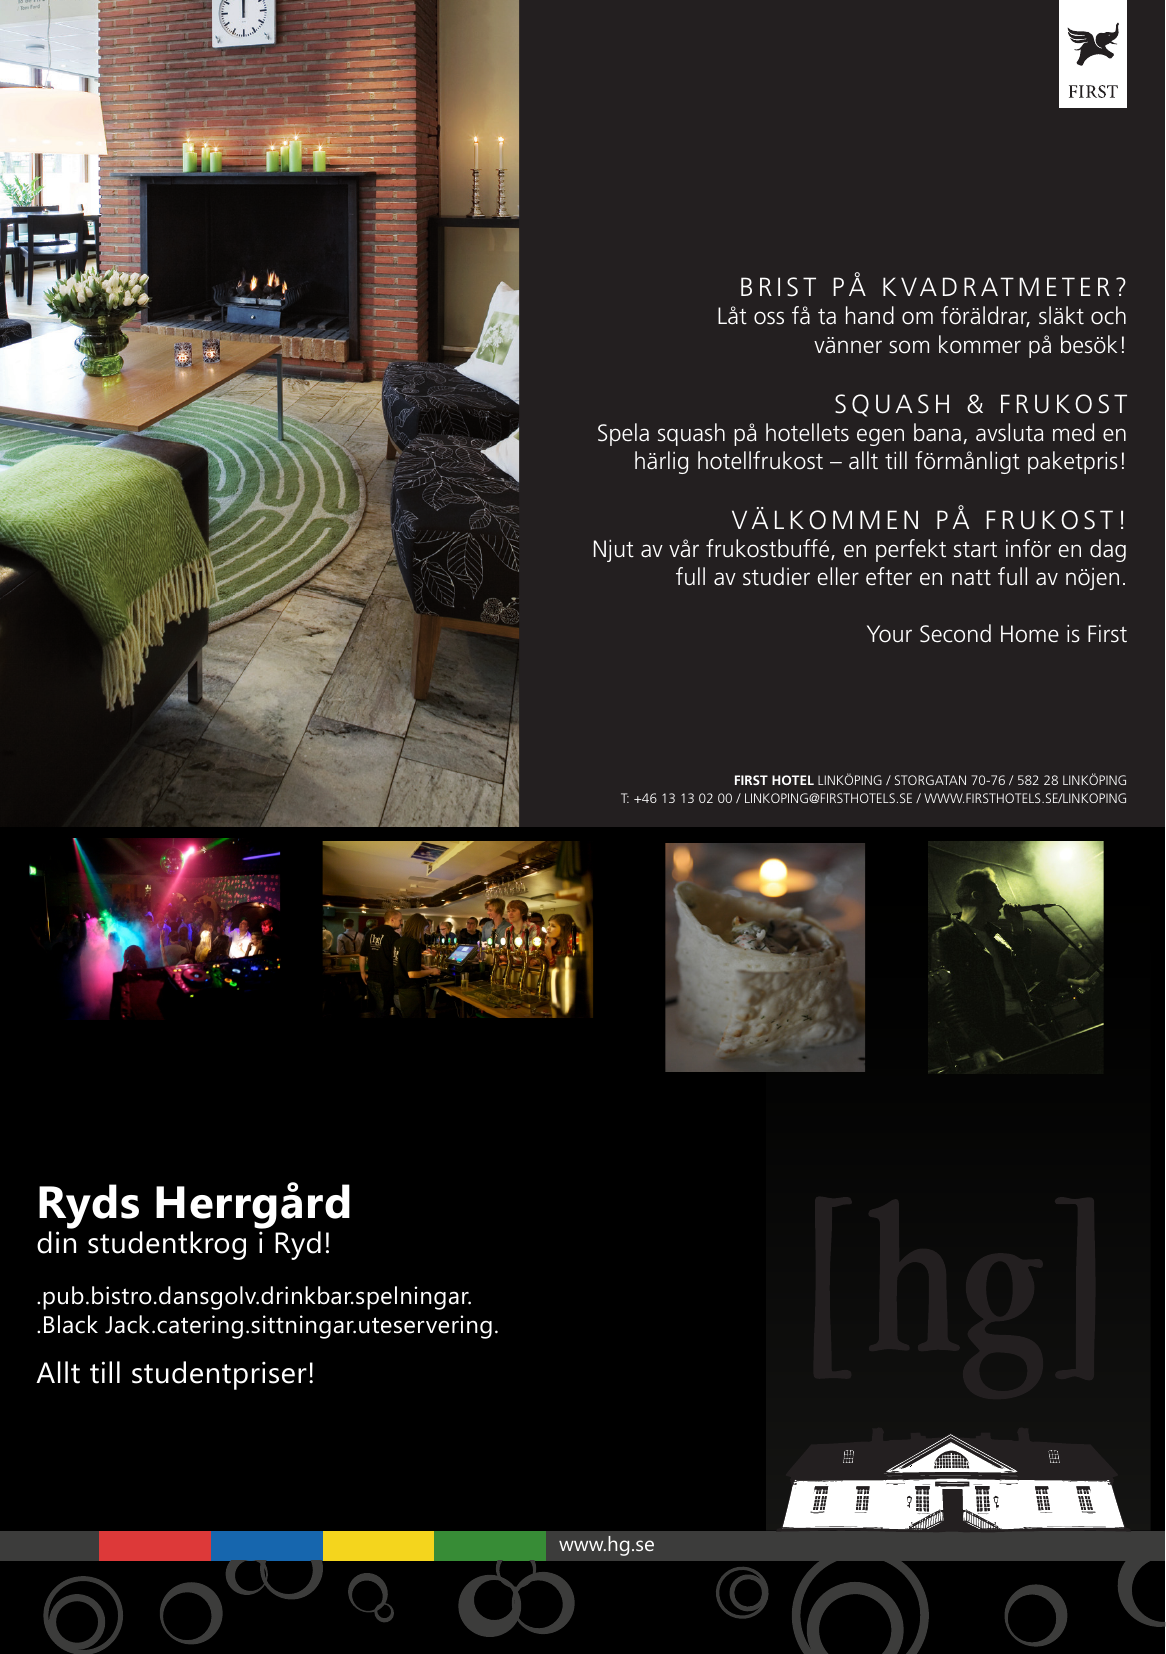 FIRST
BRIST PÅ KVADRATMETER?
Låt oss få ta hand om föräldrar, släkt och
vänner som kommer på besök!
SQUASH & FRUKOST
Spela squash på hotellets egen bana, avsluta med en
härlig hotellfrukost – allt till förmånligt paketpris!
VÄLKOMMEN PÅ FRUKOST!
Njut av vår frukostbuffé, en perfekt start inför en dag
full av studier eller efter en natt full av nöjen.
Your Second Home is First
FIRST HOTEL LINKÖPING / STORGATAN 70-76 / 582 28 LINKÖPING
T: +46 13 13 02 00 / LINKOPING@FIRSTHOTELS.SE / WWW.FIRSTHOTELS.SE/LINKOPING
Ryds Herrgård
din studentkrog i Ryd!
.pub.bistro.dansgolv.drinkbar.spelningar.
.Black Jack.catering.sittningar.uteservering.
Allt till studentpriser!
[hg]
www.hg.se